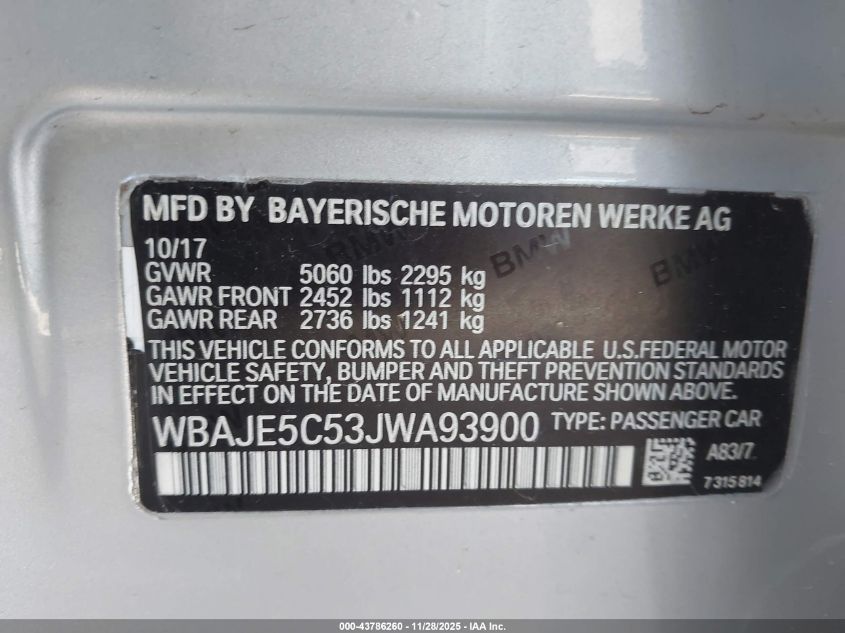 MFD BY BAYERISCHE MOTOREN WERKE AG
10/17
GVWR 5060 lbs 2295 kg
GAWR FRONT 2452 lbs 1112 kg
GAWR REAR 2736 lbs 1241 kg
THIS VEHICLE CONFORMS TO ALL APPLICABLE U.S.FEDERAL MOTOR
VEHICLE SAFETY, BUMPER AND THEFT PREVENTION STANDARDS
IN EFFECT ON THE DATE OF MANUFACTURE SHOWN ABOVE.
WBAJE5C53JWA93900 TYPE: PASSENGER CAR
A83/7
7315814
BMW
BMW
000-43786260 - 11/28/2025 - IAA Inc.